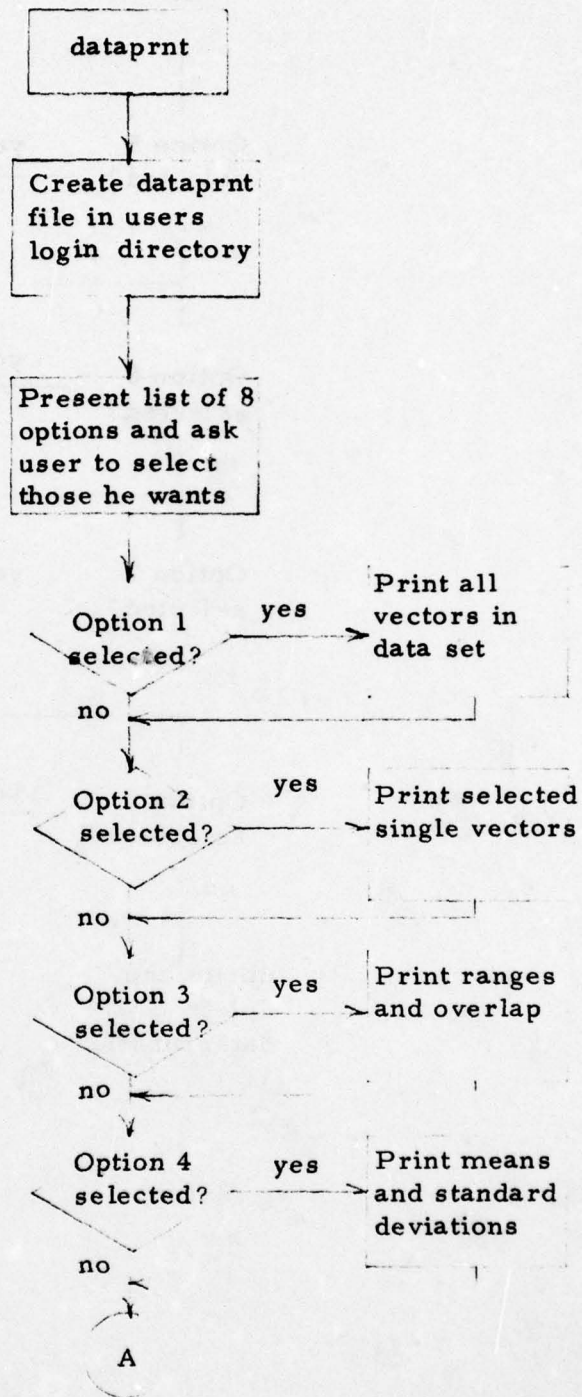 dataprnt
Create dataprnt
file in users
login directory
Present list of 8
options and ask
user to select
those he wants
Option 1
selected?
yes
Print all
vectors in
data set
no
Option 2
selected?
yes
Print selected
single vectors
no
Option 3
selected?
yes
Print ranges
and overlap
no
Option 4
selected?
yes
Print means
and standard
deviations
no
A